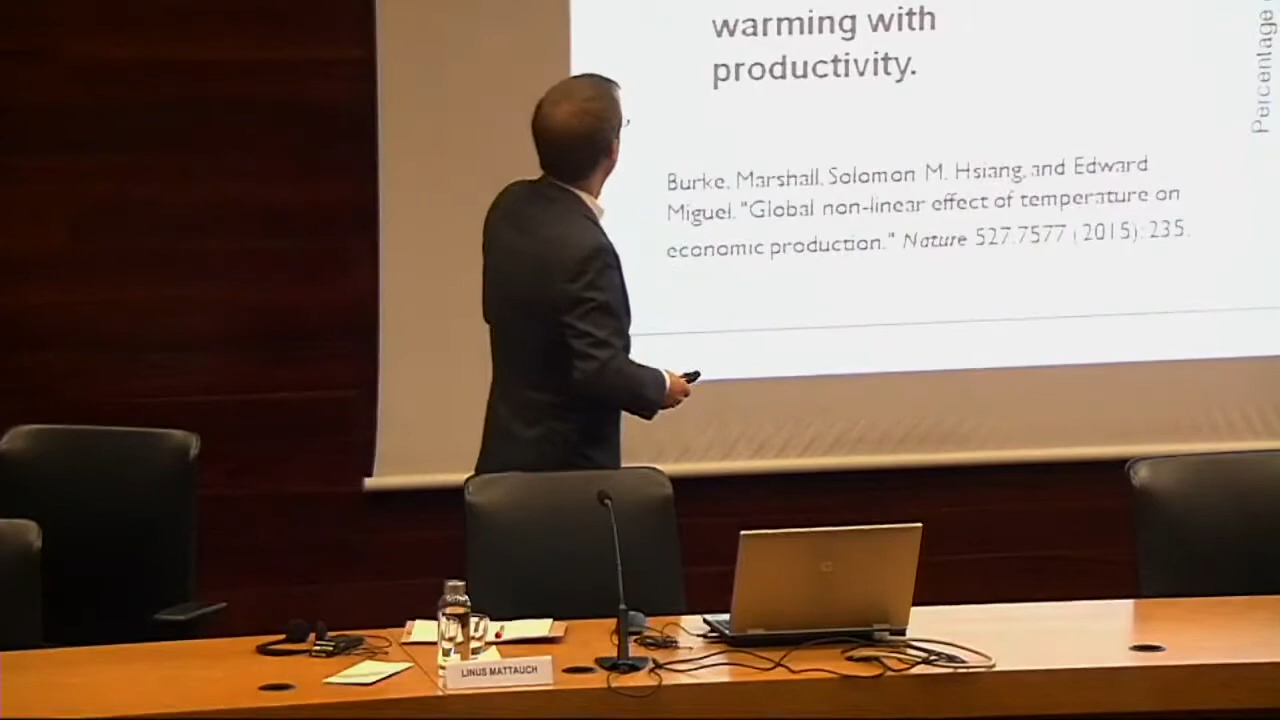 warming with
productivity.
Percentage
Burke, Marshall, Solomon M. Hsiang, and Edward
Miguel. "Global non-linear effect of temperature on
economic production." Nature 527.7577 (2015): 235.
LINUS MATTAUCH